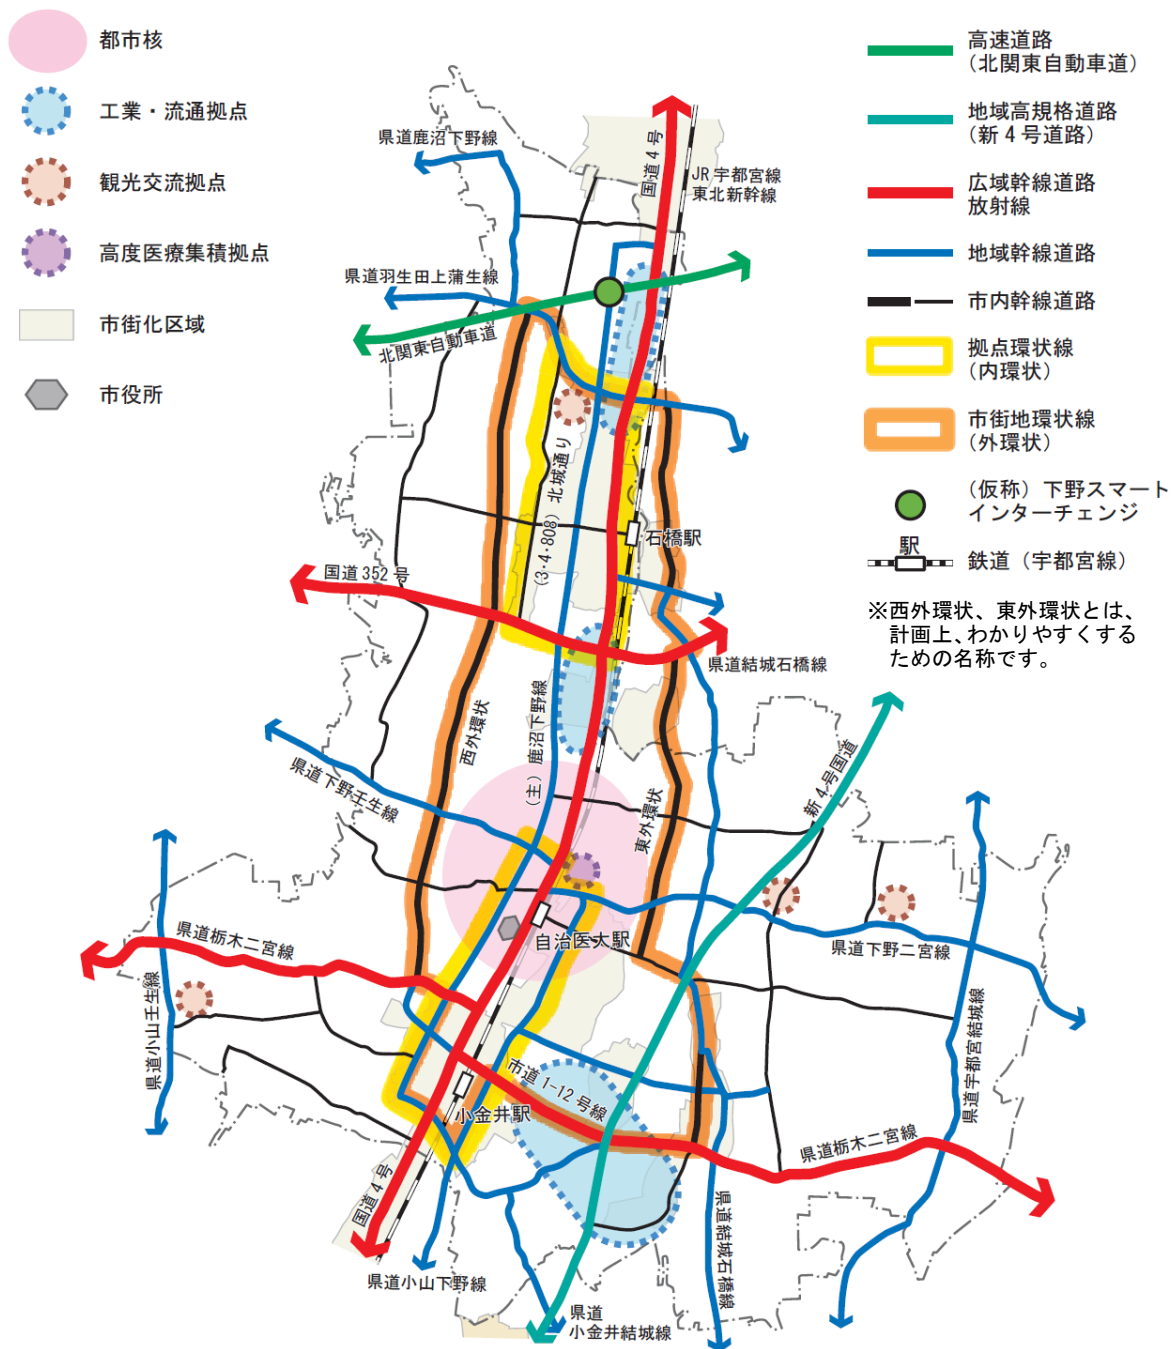 都市核
工業・流通拠点
観光交流拠点
高度医療集積拠点
市街化区域
市役所
高速道路
(北関東自動車道)
地域高規格道路
(新4号道路)
広域幹線道路
放射線
地域幹線道路
市内幹線道路
拠点環状線
(内環状)
市街地環状線
(外環状)
(仮称)下野スマート
インターチェンジ
駅
鉄道(宇都宮線)
※西外環状、東外環状とは、
計画上、わかりやすくする
ための名称です。
県道鹿沼下野線
国道4号
JR宇都宮線
東北新幹線
県道羽生田上蒲生線
北関東自動車道
(3・4・808)北城通り
石橋駅
国道352号
県道結城石橋線
西外環状
(主)鹿沼下野線
新4号国道
県道下野壬生線
東外環状
自治医大駅
県道下野二宮線
県道栃木二宮線
県道小山壬生線
県道宇都宮結城線
市道1-12号線
小金井駅
県道栃木二宮線
国道4号
県道結城石橋線
県道小山下野線
県道
小金井結城線